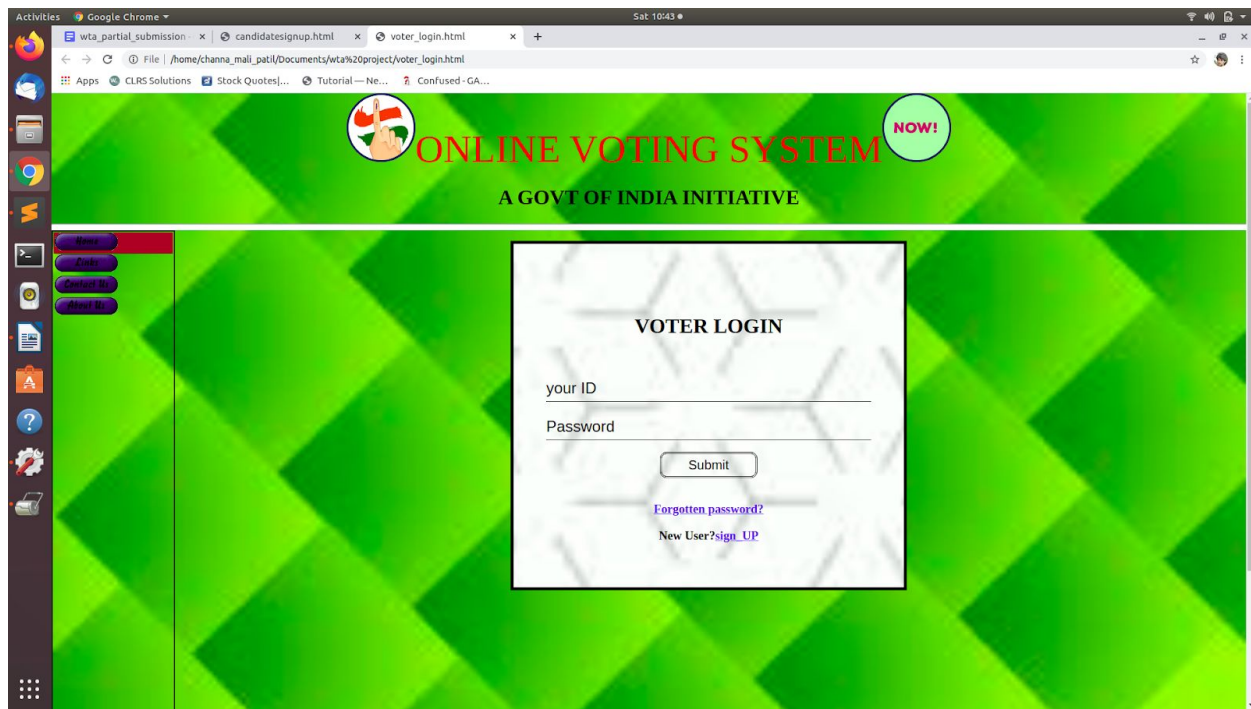 Activities Google Chrome Sat 10:43
wta_partial_submission candidatesignup.html voter_login.html
File | /home/channa_mali_patil/Documents/wta%20project/voter_login.html
Apps CLRS Solutions Stock Quotes|... Tutorial — Ne... Confused - GA...
ONLINE VOTING SYSTEM NOW!
A GOVT OF INDIA INITIATIVE
Home
Links
Contact Us
About Us
VOTER LOGIN
your ID
Password
Submit
Forgotten password?
New User?sign_UP